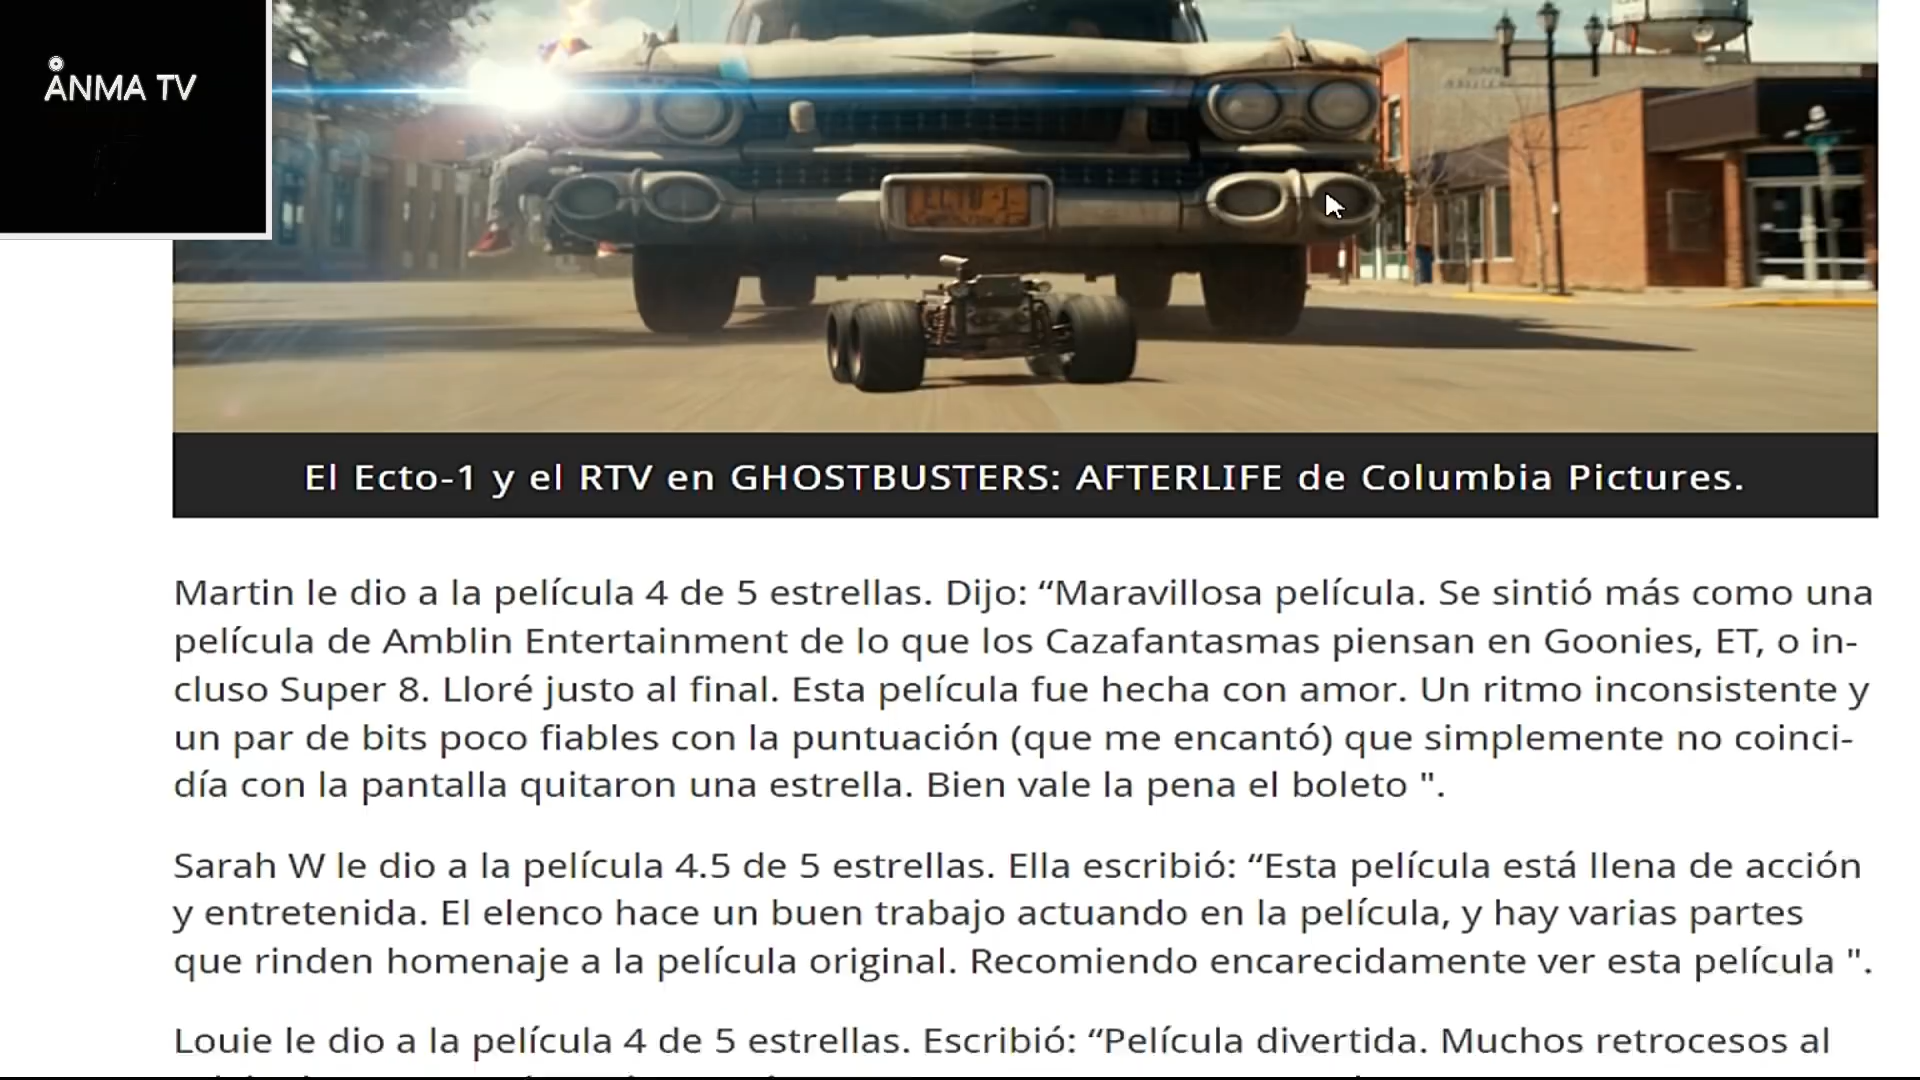 ÅNMA TV
ECTO-1
El Ecto-1 y el RTV en GHOSTBUSTERS: AFTERLIFE de Columbia Pictures.
Martin le dio a la película 4 de 5 estrellas. Dijo: “Maravillosa película. Se sintió más como una
película de Amblin Entertainment de lo que los Cazafantasmas piensan en Goonies, ET, o in-
cluso Super 8. Lloré justo al final. Esta película fue hecha con amor. Un ritmo inconsistente y
un par de bits poco fiables con la puntuación (que me encantó) que simplemente no coinci-
día con la pantalla quitaron una estrella. Bien vale la pena el boleto ".
Sarah W le dio a la película 4.5 de 5 estrellas. Ella escribió: “Esta película está llena de acción
y entretenida. El elenco hace un buen trabajo actuando en la película, y hay varias partes
que rinden homenaje a la película original. Recomiendo encarecidamente ver esta película ".
Louie le dio a la película 4 de 5 estrellas. Escribió: “Película divertida. Muchos retrocesos al